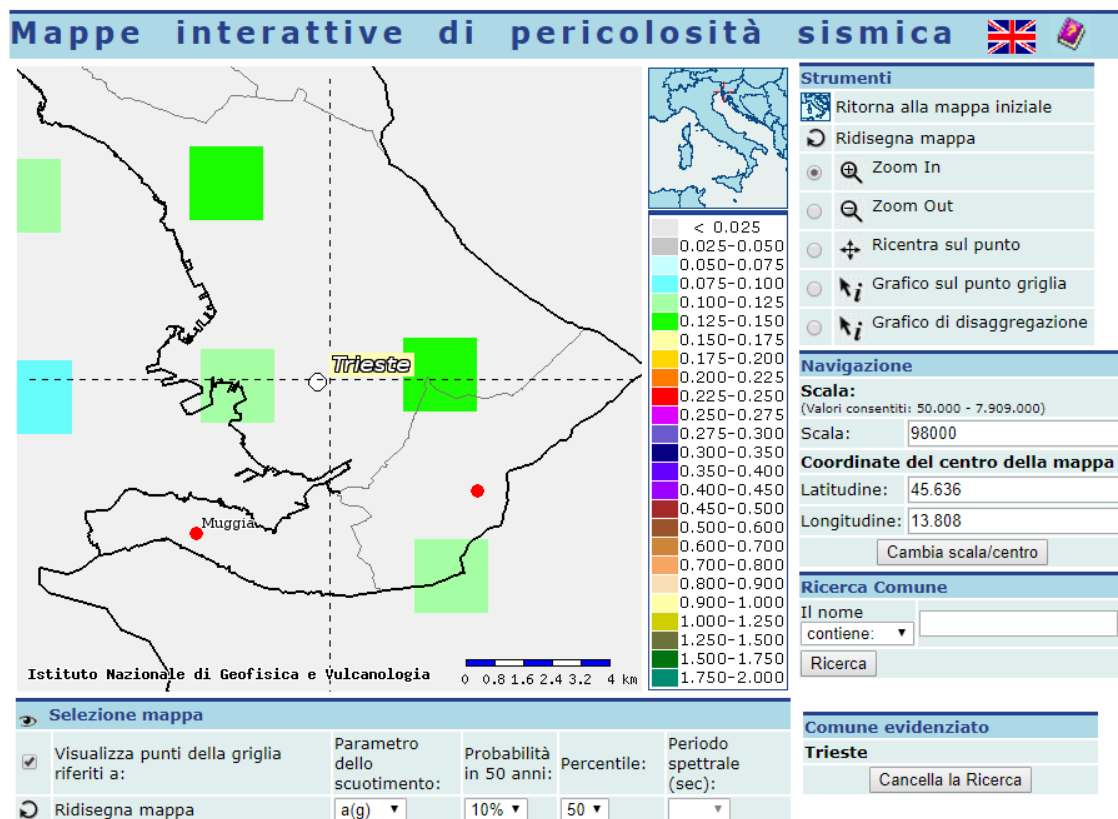 Mappe interattive di pericolosità sismica
Trieste
Muggia
Istituto Nazionale di Geofisica e Vulcanologia
0 0.8 1.6 2.4 3.2 4 km
< 0.025
0.025-0.050
0.050-0.075
0.075-0.100
0.100-0.125
0.125-0.150
0.150-0.175
0.175-0.200
0.200-0.225
0.225-0.250
0.250-0.275
0.275-0.300
0.300-0.350
0.350-0.400
0.400-0.450
0.450-0.500
0.500-0.600
0.600-0.700
0.700-0.800
0.800-0.900
0.900-1.000
1.000-1.250
1.250-1.500
1.500-1.750
1.750-2.000
Strumenti
Ritorna alla mappa iniziale
Ridisegna mappa
Zoom In
Zoom Out
Ricentra sul punto
i Grafico sul punto griglia
i Grafico di disaggregazione
Navigazione
Scala:
(Valori consentiti: 50.000 - 7.909.000)
Scala: 98000
Coordinate del centro della mappa
Latitudine: 45.636
Longitudine: 13.808
Cambia scala/centro
Ricerca Comune
Il nome
contiene:
Ricerca
Selezione mappa
Visualizza punti della griglia
riferiti a:
Parametro
dello
scuotimento:
Probabilità
in 50 anni:
Percentile:
Periodo
spettrale
(sec):
Ridisegna mappa
a(g)
10%
50
Comune evidenziato
Trieste
Cancella la Ricerca